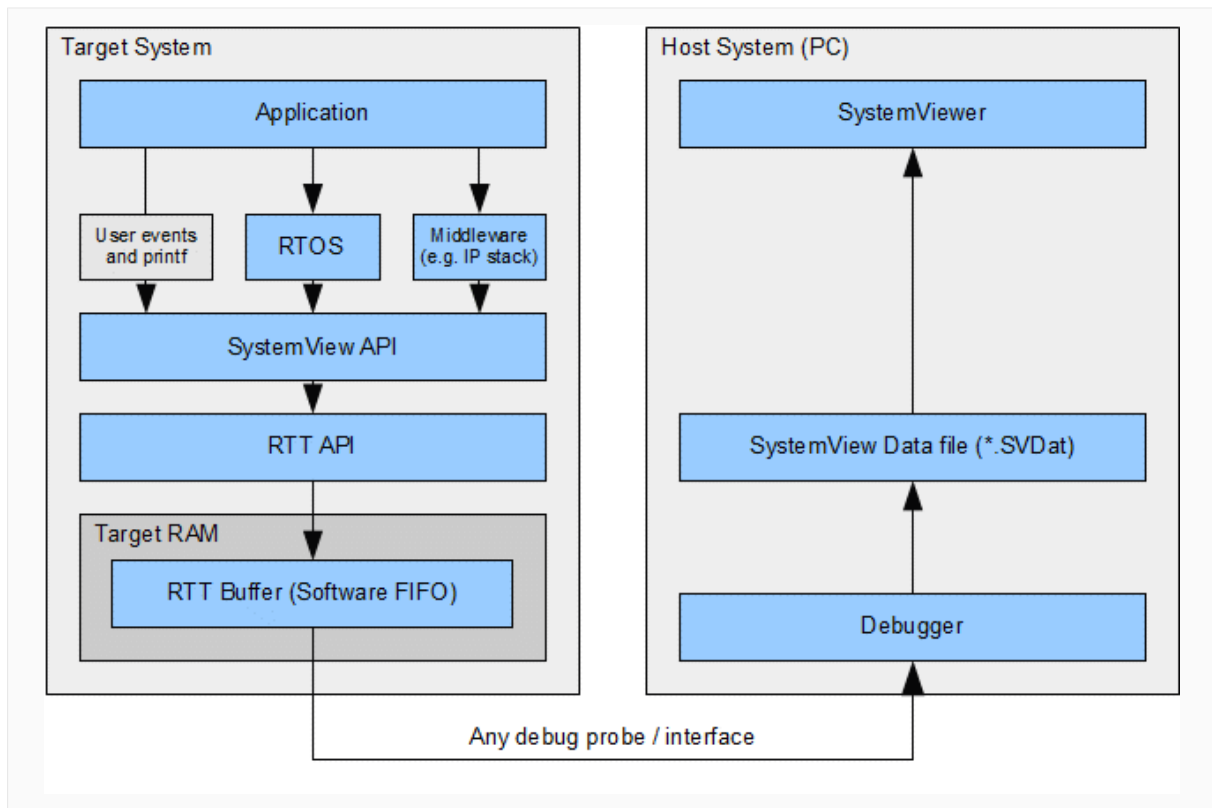 Target System
Application
User events
and printf
RTOS
Middleware
(e.g. IP stack)
SystemView API
RTT API
Target RAM
RTT Buffer (Software FIFO)
Host System (PC)
SystemViewer
SystemView Data file (*.SVDat)
Debugger
Any debug probe / interface